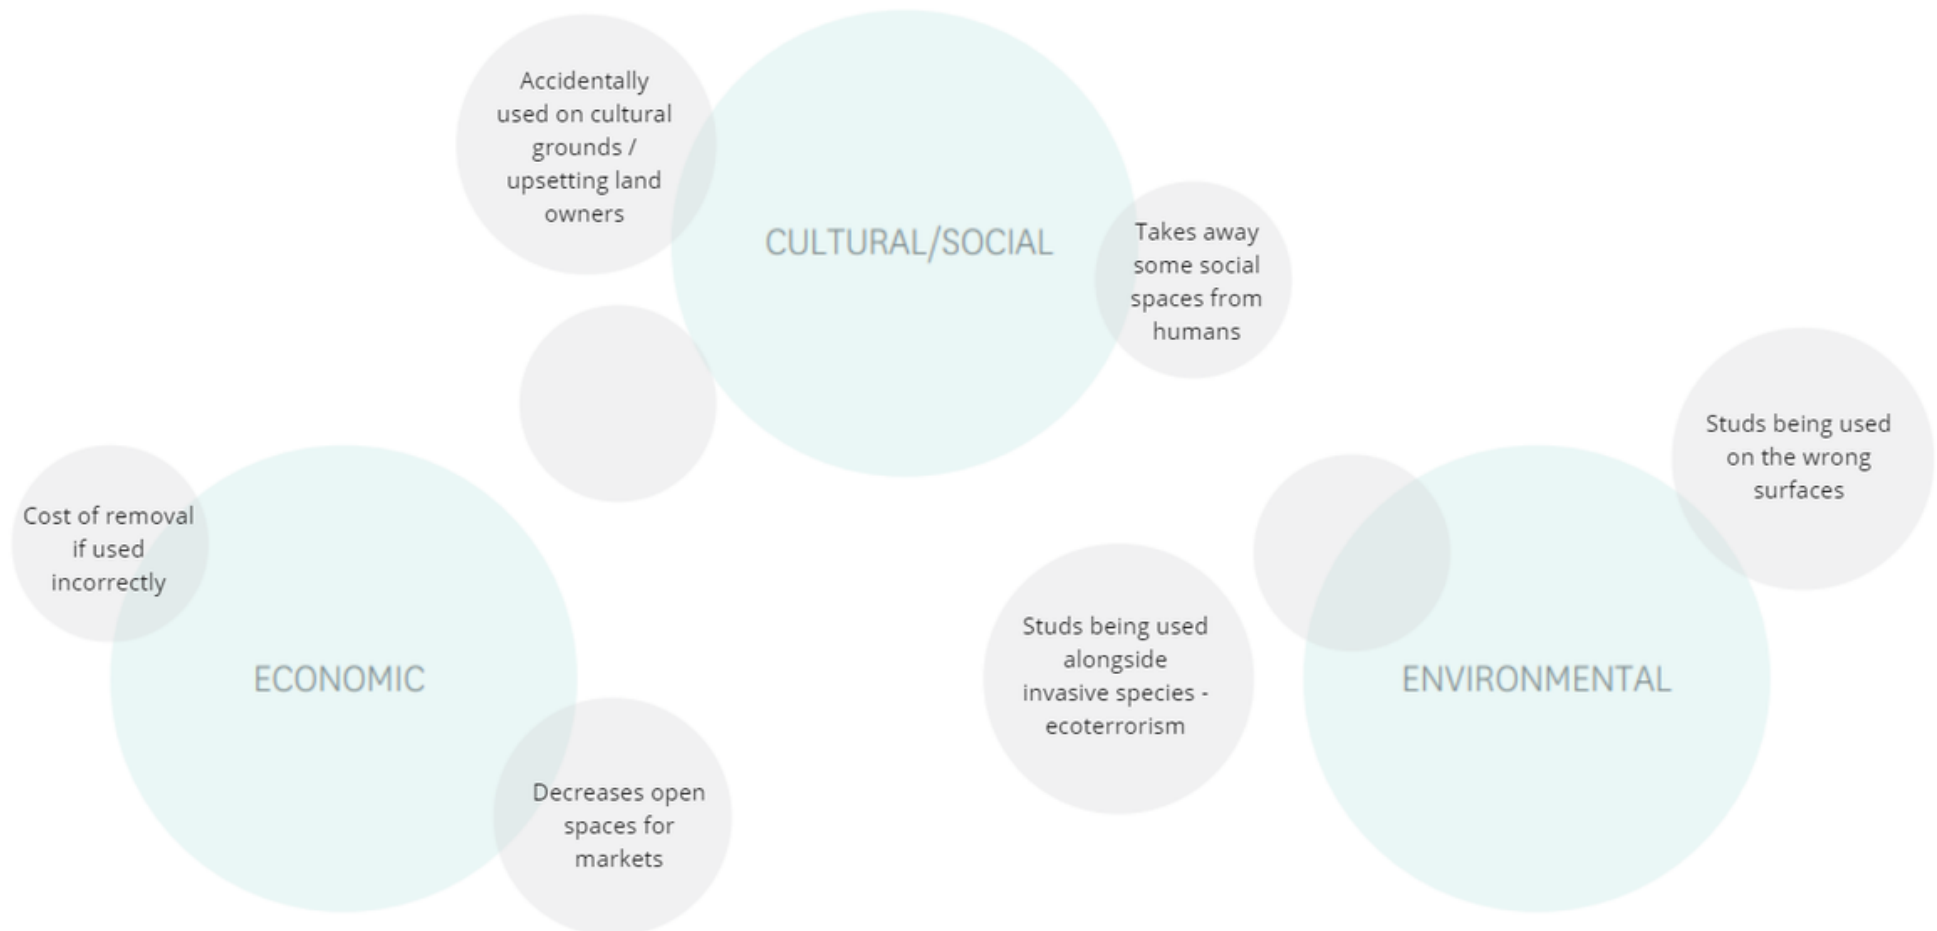 Accidentally
used on cultural
grounds /
upsetting land
owners
CULTURAL/SOCIAL
Takes away
some social
spaces from
humans
Cost of removal
if used
incorrectly
ECONOMIC
Decreases open
spaces for
markets
Studs being used
alongside
invasive species -
ecoterrorism
ENVIRONMENTAL
Studs being used
on the wrong
surfaces